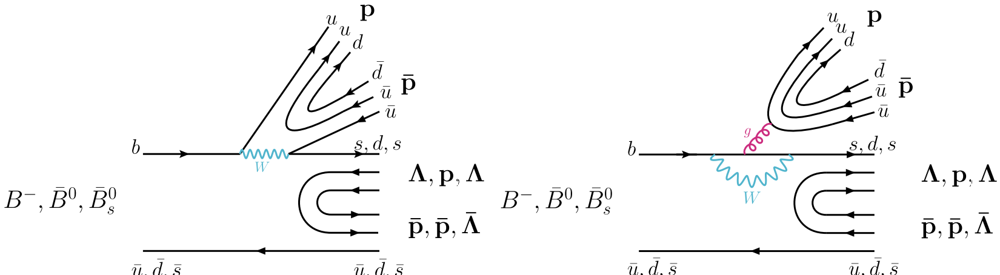 u
u
d
p
d̄
ū
ū
p̄
b
W
s, d, s
Λ, p, Λ
B⁻, B̄⁰, B̄⁰ₛ
p̄, p̄, Λ̄
ū, d̄, s̄
ū, d̄, s̄
u
u
d
p
d̄
ū
ū
p̄
g
b
W
s, d, s
Λ, p, Λ
B⁻, B̄⁰, B̄⁰ₛ
p̄, p̄, Λ̄
ū, d̄, s̄
ū, d̄, s̄